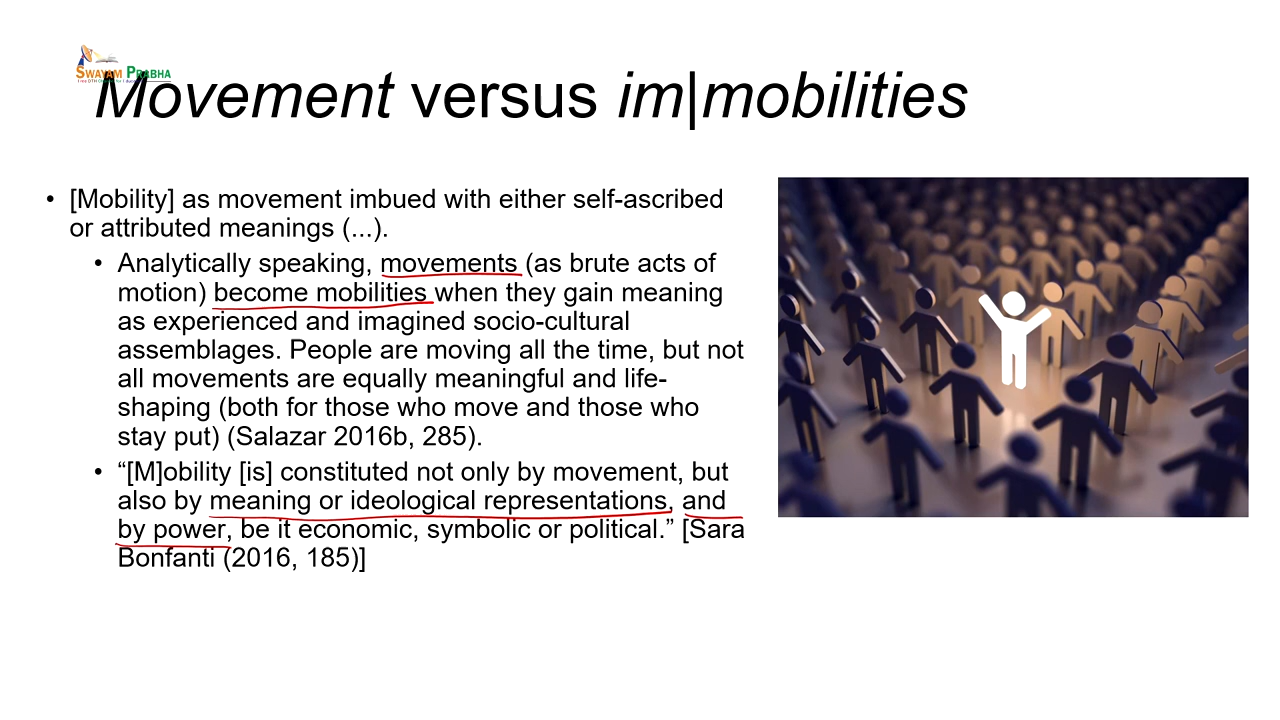 SWAYAM PRABHA
Movement versus im|mobilities
• [Mobility] as movement imbued with either self-ascribed
or attributed meanings (...).
• Analytically speaking, movements (as brute acts of
motion) become mobilities when they gain meaning
as experienced and imagined socio-cultural
assemblages. People are moving all the time, but not
all movements are equally meaningful and life-
shaping (both for those who move and those who
stay put) (Salazar 2016b, 285).
• “[M]obility [is] constituted not only by movement, but
also by meaning or ideological representations, and
by power, be it economic, symbolic or political.” [Sara
Bonfanti (2016, 185)]